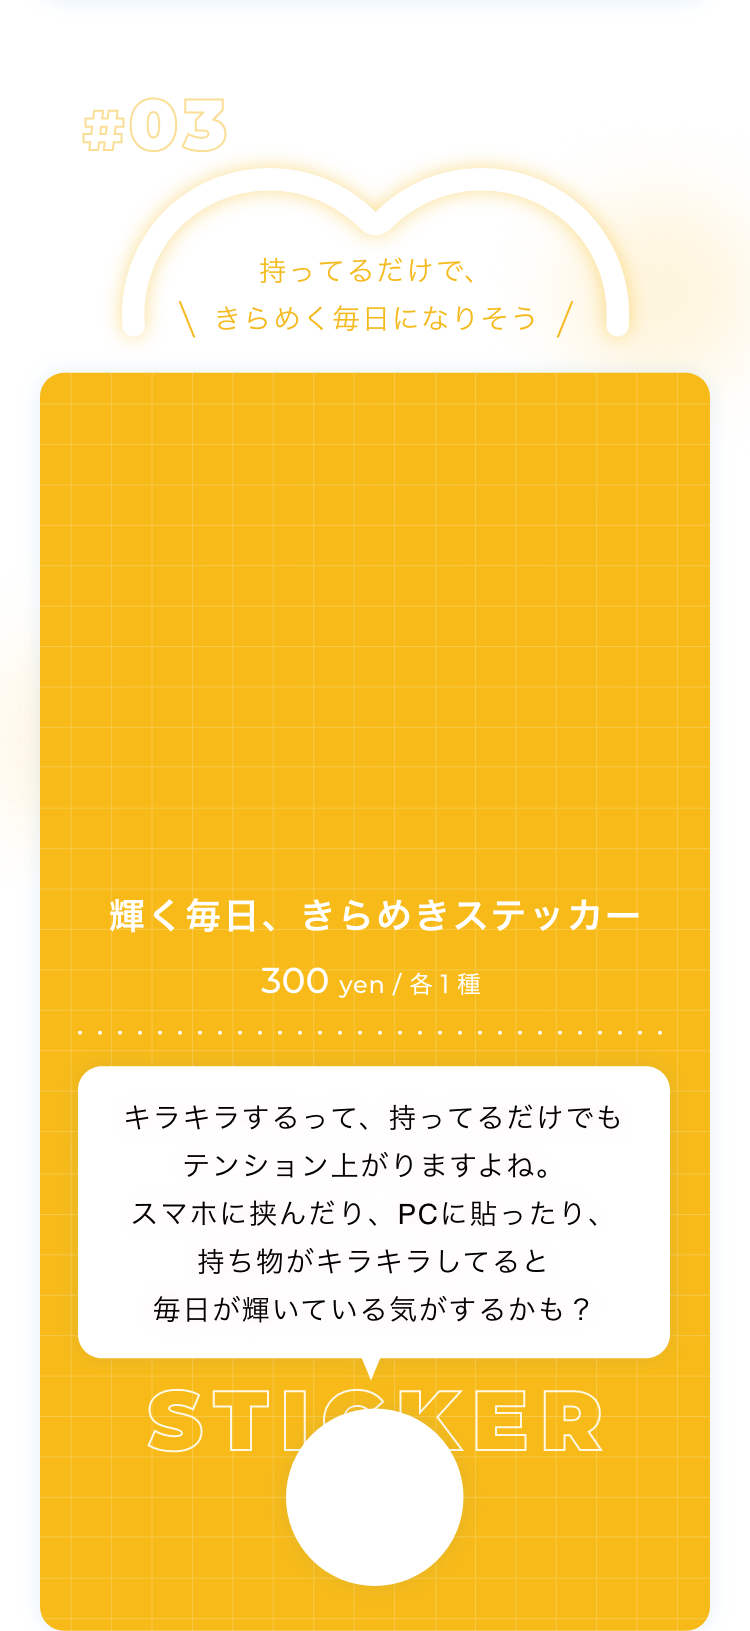 #03
持ってるだけで、
\ きらめく毎日になりそう /
輝く毎日、きらめきステッカー
300 yen / 各1種
キラキラするって、持ってるだけでも
テンション上がりますよね。
スマホに挟んだり、PCに貼ったり、
持ち物がキラキラしてると
毎日が輝いている気がするかも？
STICKER